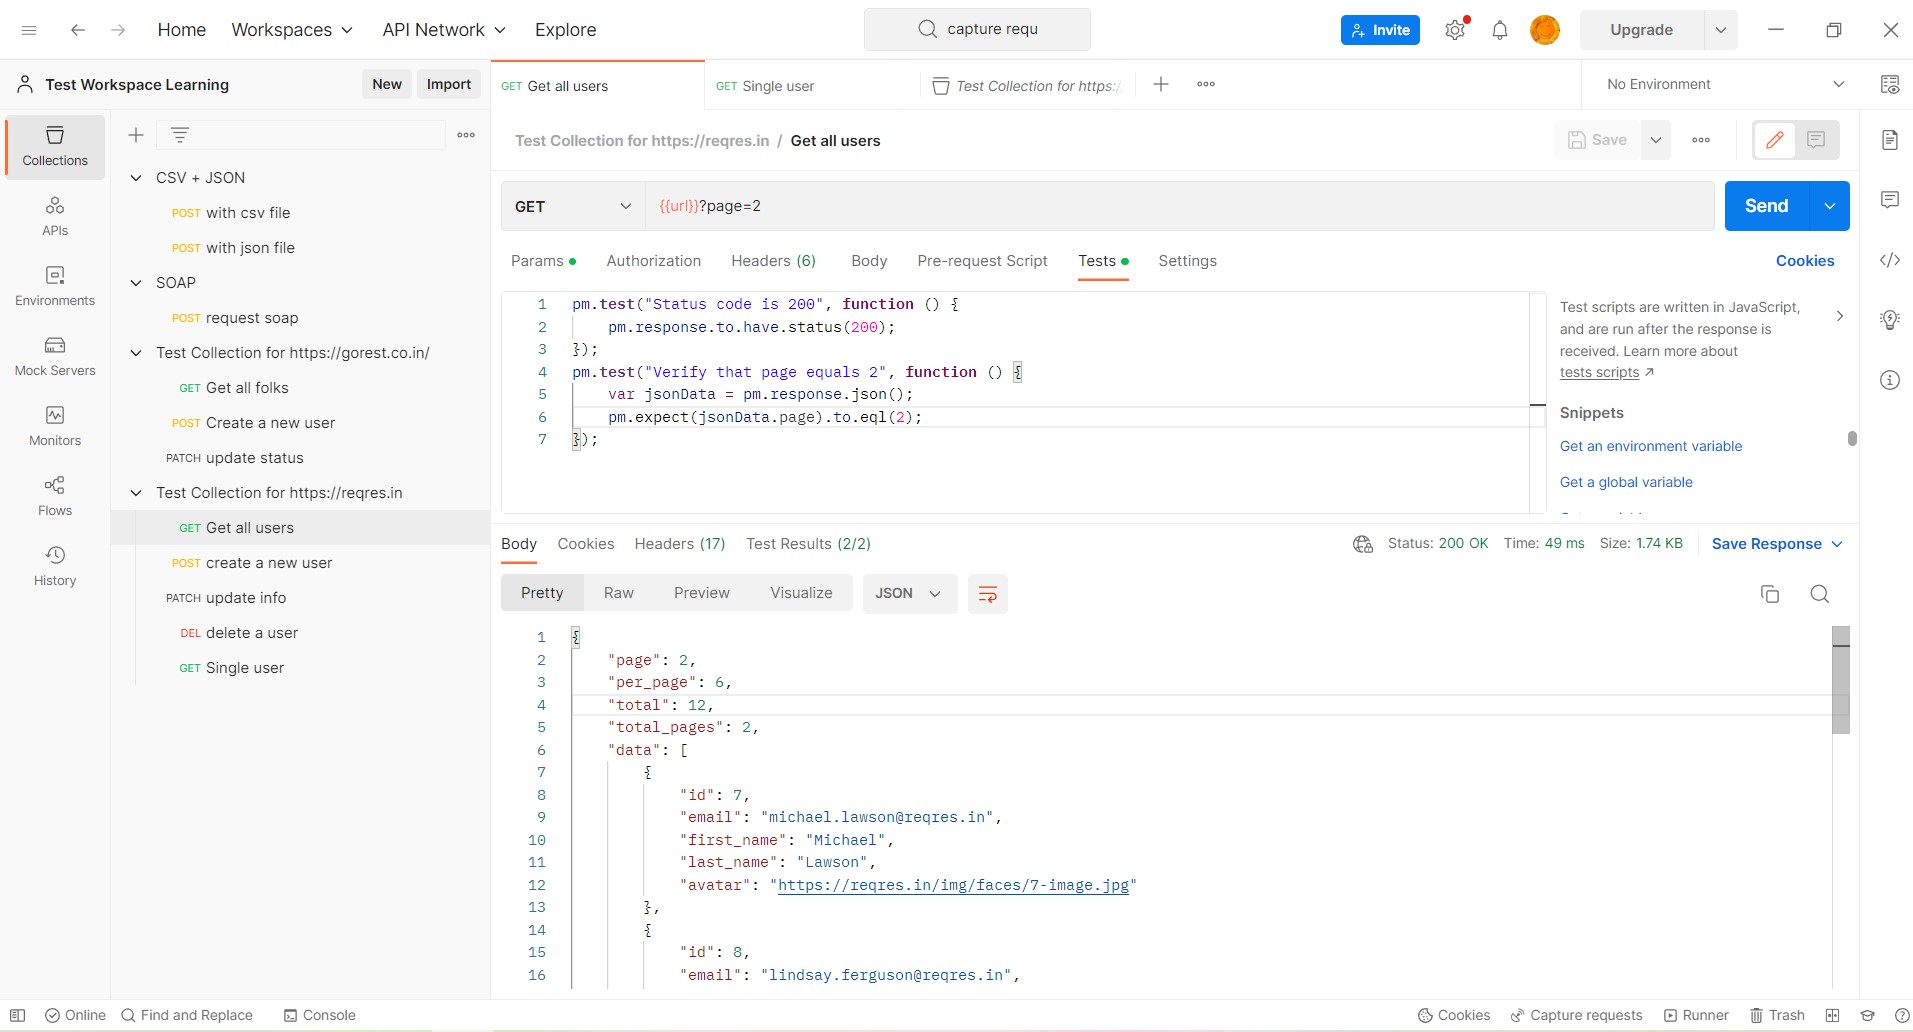 Home Workspaces API Network Explore capture requ Invite Upgrade
Test Workspace Learning New Import
GET Get all users GET Single user Test Collection for https:/ No Environment
Collections
APIs
Environments
Mock Servers
Monitors
Flows
History
CSV + JSON
POST with csv file
POST with json file
SOAP
POST request soap
Test Collection for https://gorest.co.in/
GET Get all folks
POST Create a new user
PATCH update status
Test Collection for https://reqres.in
GET Get all users
POST create a new user
PATCH update info
DEL delete a user
GET Single user
Test Collection for https://reqres.in / Get all users Save
GET {{url}}?page=2 Send
Params Authorization Headers (6) Body Pre-request Script Tests Settings Cookies
1 pm.test("Status code is 200", function () {
2 pm.response.to.have.status(200);
3 });
4 pm.test("Verify that page equals 2", function () {
5 var jsonData = pm.response.json();
6 pm.expect(jsonData.page).to.eql(2);
7 });
Test scripts are written in JavaScript,
and are run after the response is
received. Learn more about
tests scripts ↗
Snippets
Get an environment variable
Get a global variable
Body Cookies Headers (17) Test Results (2/2) Status: 200 OK Time: 49 ms Size: 1.74 KB Save Response
Pretty Raw Preview Visualize JSON
1 {
2 "page": 2,
3 "per_page": 6,
4 "total": 12,
5 "total_pages": 2,
6 "data": [
7 {
8 "id": 7,
9 "email": "michael.lawson@reqres.in",
10 "first_name": "Michael",
11 "last_name": "Lawson",
12 "avatar": "https://reqres.in/img/faces/7-image.jpg"
13 },
14 {
15 "id": 8,
16 "email": "lindsay.ferguson@reqres.in",
Online Find and Replace Console Cookies Capture requests Runner Trash